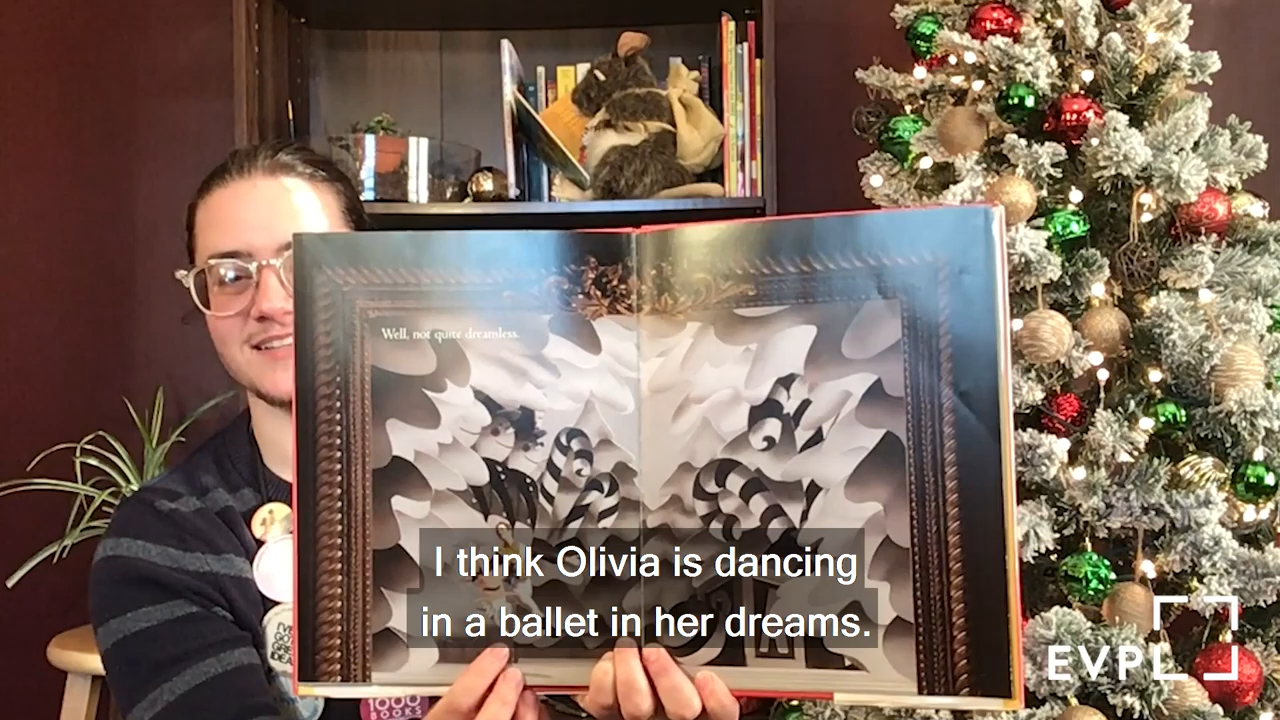 Well, not quite dreamless.
I think Olivia is dancing
in a ballet in her dreams.
EVPL
1000
BOOKS